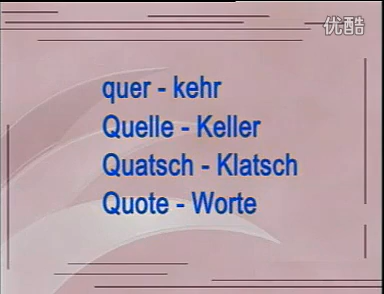 优酷
quer - kehr
Quelle - Keller
Quatsch - Klatsch
Quote - Worte